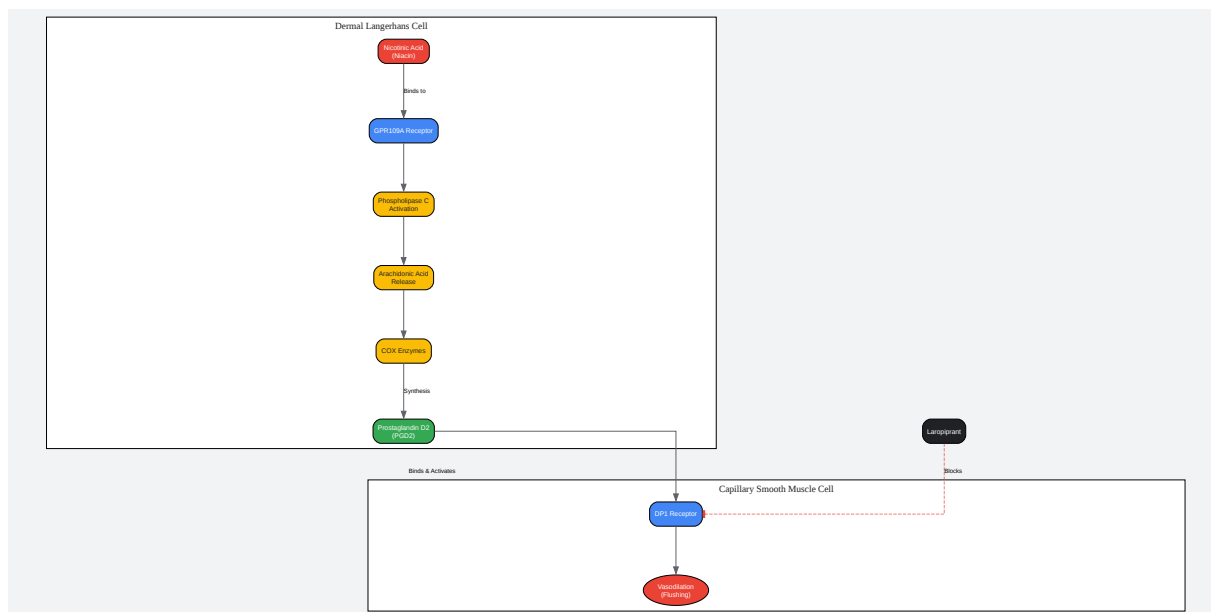 Dermal Langerhans Cell
Nicotinic Acid
(Niacin)
Binds to
GPR109A Receptor
Phospholipase C
Activation
Arachidonic Acid
Release
COX Enzymes
Synthesis
Prostaglandin D2
(PGD2)
Laropiprant
Binds & Activates
Blocks
Capillary Smooth Muscle Cell
DP1 Receptor
Vasodilation
(Flushing)